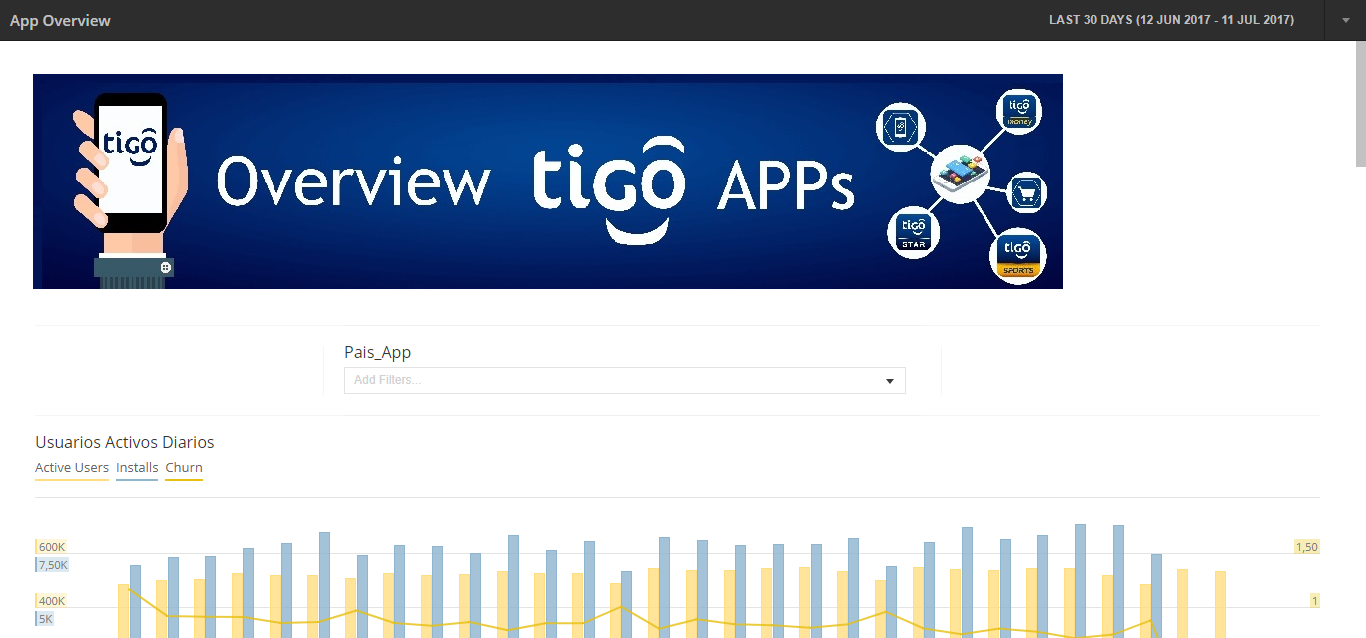 App Overview
LAST 30 DAYS (12 JUN 2017 - 11 JUL 2017)
tigo
Overview tigo APPs
tigo
money
tigo
STAR
tigo
SPORTS
Pais_App
Add Filters...
Usuarios Activos Diarios
Active Users Installs Churn
600K
7,50K
1,50
400K
5K
1